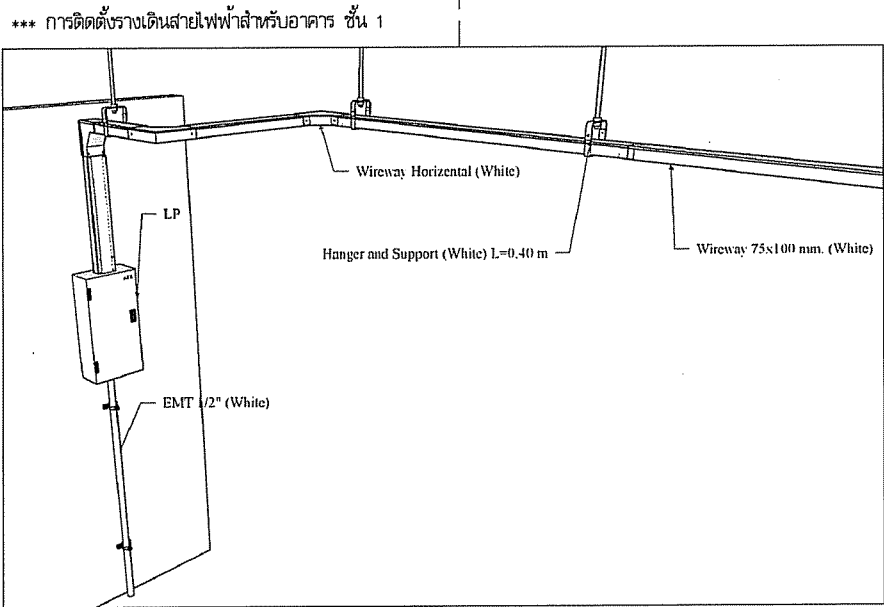 *** การติดตั้งรางเดินสายไฟฟ้าสำหรับอาคาร ชั้น 1
Wireway Horizental (White)
LP
Hanger and Support (White) L=0.40 m
Wireway 75x100 mm. (White)
EMT 1/2" (White)